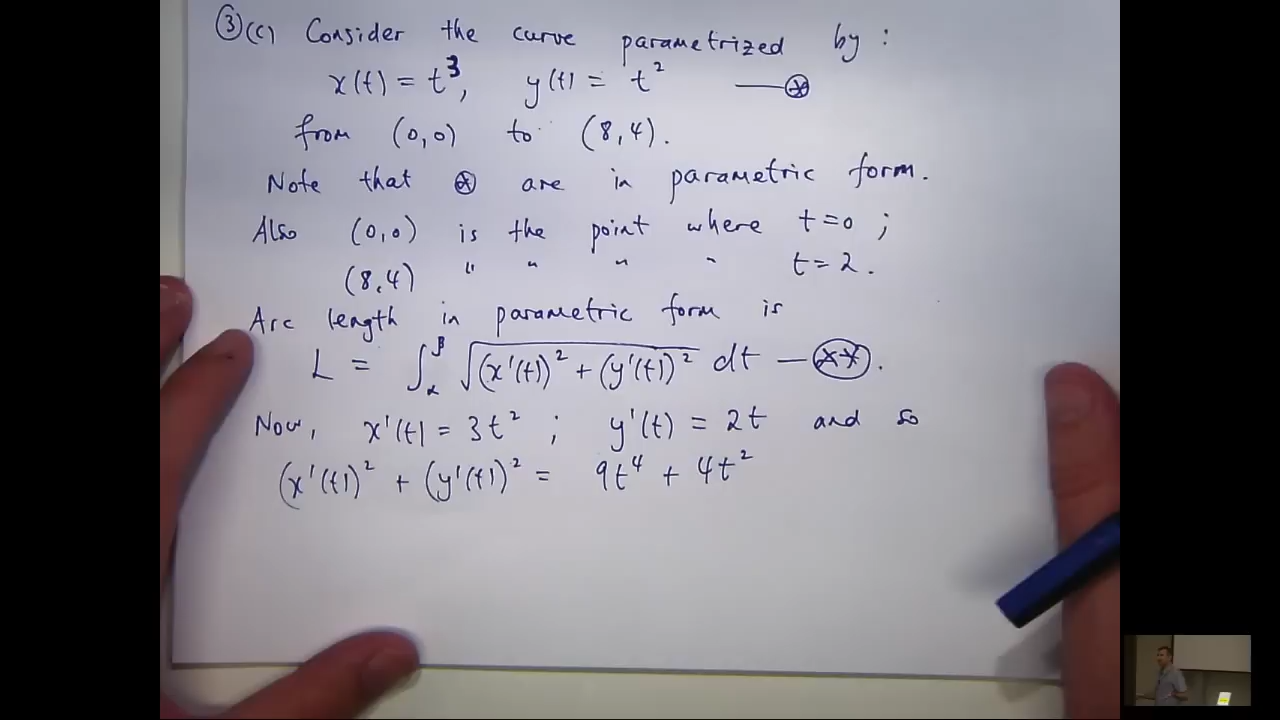 ③(c) Consider the curve parametrized by :
x(t) = t³, y(t) = t² —⊛
from (0,0) to (8,4).
Note that ⊛ are in parametric form.
Also (0,0) is the point where t=0 ;
(8,4) " " " " t=2.
Arc length in parametric form is
L = ∫_α^β √((x'(t))² + (y'(t))²) dt — (**).
Now, x'(t) = 3t² ; y'(t) = 2t and so
(x'(t))² + (y'(t))² = 9t⁴ + 4t²